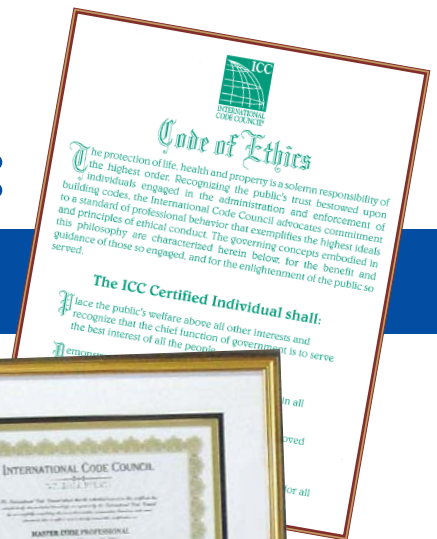 ICC
INTERNATIONAL
CODE COUNCIL®
Code of Ethics
The protection of life, health and property is a solemn responsibility of
the highest order. Recognizing the public's trust bestowed upon
individuals engaged in the administration and enforcement of
building codes, the International Code Council advocates commitment
to a standard of professional behavior that exemplifies the highest ideals
and principles of ethical conduct. The governing concepts embodied in
this philosophy are characterized herein below, for the benefit and
guidance of those so engaged, and for the enlightenment of the public so
served.
The ICC Certified Individual shall:
Place the public's welfare above all other interests and
recognize that the chief function of government is to serve
the best interest of all the people.
in all
for all
INTERNATIONAL CODE COUNCIL
MASTER CODE PROFESSIONAL